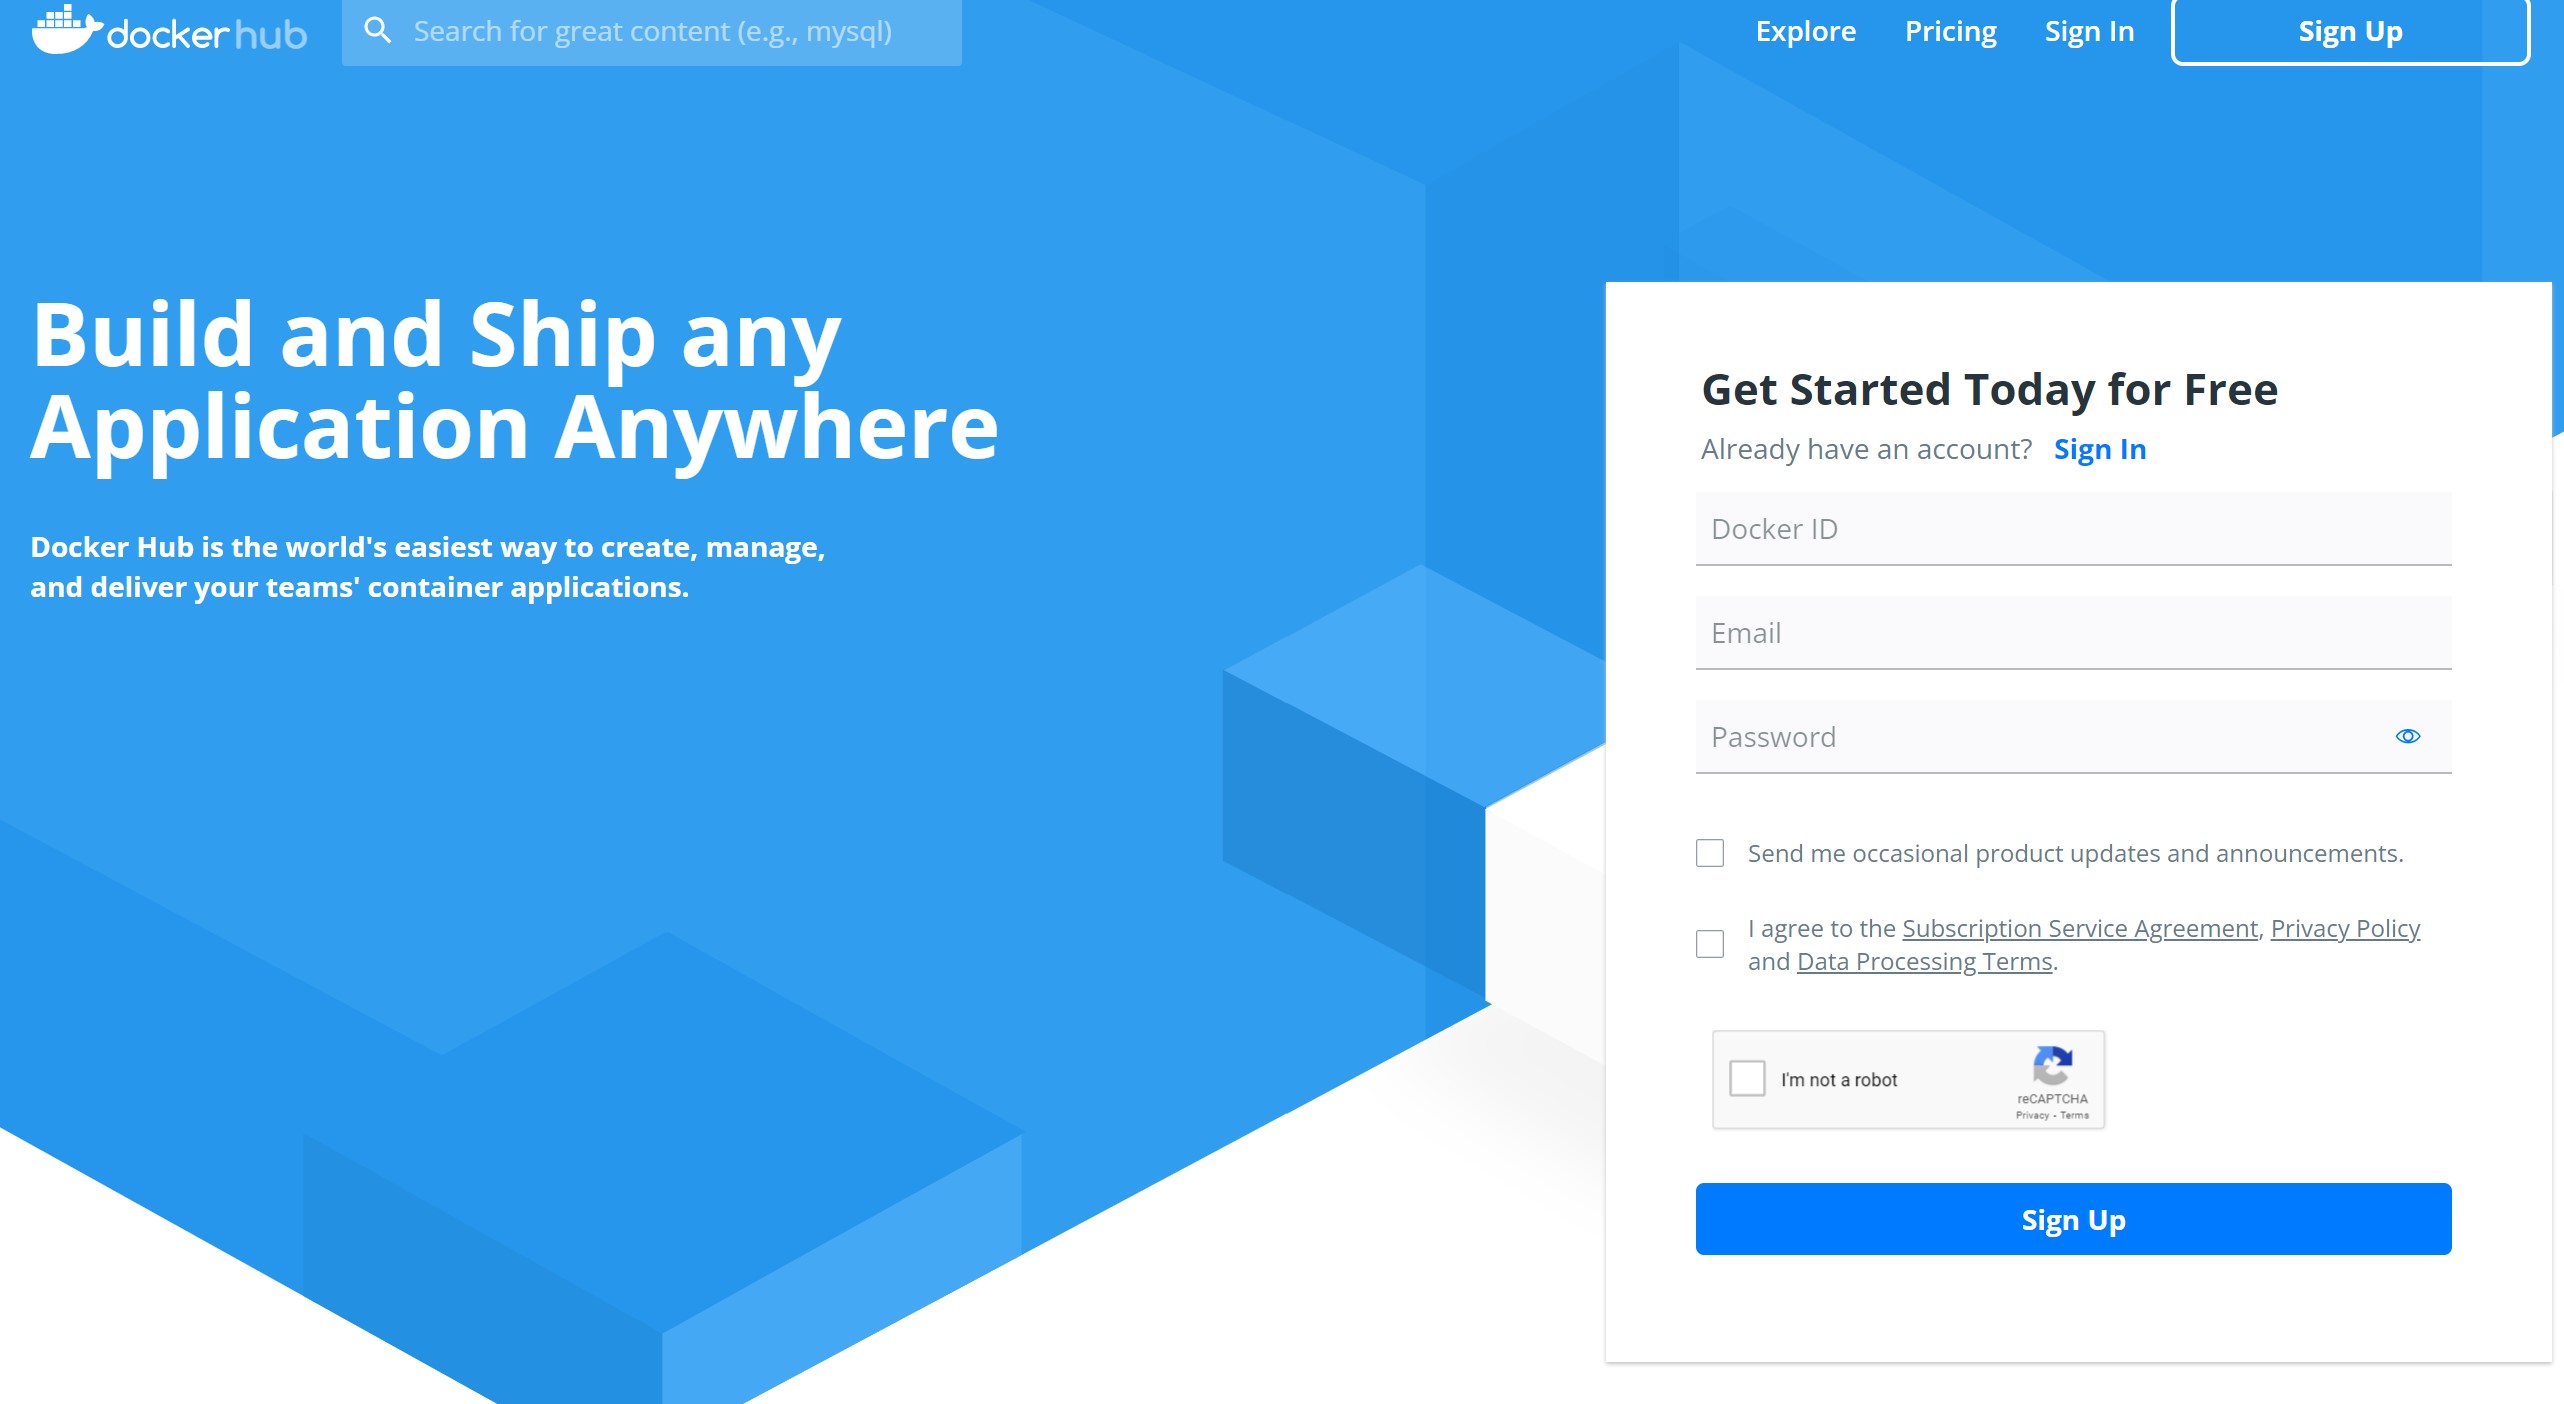 docker hub
Search for great content (e.g., mysql)
Explore
Pricing
Sign In
Sign Up
Build and Ship any
Application Anywhere
Docker Hub is the world's easiest way to create, manage,
and deliver your teams' container applications.
Get Started Today for Free
Already have an account? Sign In
Docker ID
Email
Password
Send me occasional product updates and announcements.
I agree to the Subscription Service Agreement, Privacy Policy
and Data Processing Terms.
I'm not a robot
reCAPTCHA
Privacy - Terms
Sign Up